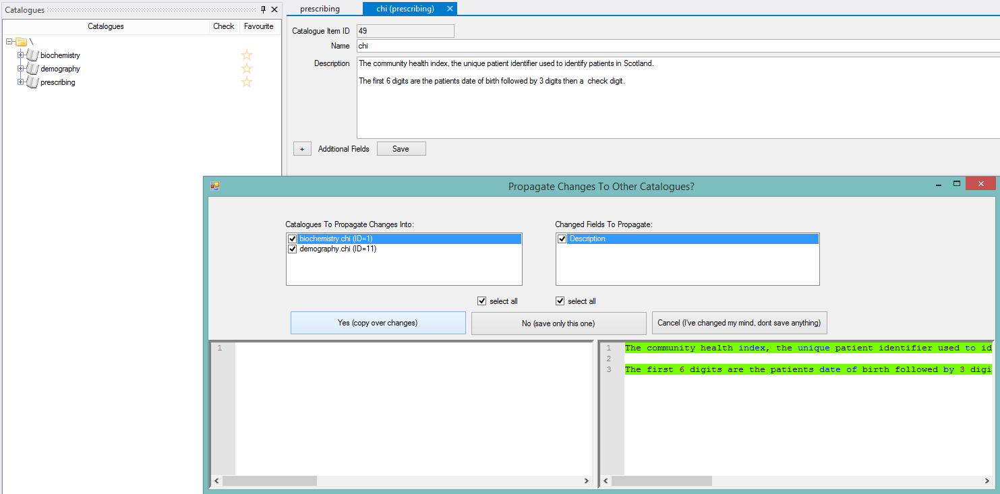 Catalogues
Catalogues Check Favourite
\
biochemistry
demography
prescribing
prescribing chi (prescribing)
Catalogue Item ID 49
Name chi
Description The community health index, the unique patient identifier used to identify patients in Scotland.
The first 6 digits are the patients date of birth followed by 3 digits then a  check digit.
+ Additional Fields Save
Propagate Changes To Other Catalogues?
Catalogues To Propagate Changes Into: Changed Fields To Propagate:
biochemistry.chi (ID=1) Description
demography.chi (ID=11)
select all select all
Yes (copy over changes) No (save only this one) Cancel (I've changed my mind, dont save anything)
1 1 The community health index, the unique patient identifier used to id
2
3 The first 6 digits are the patients date of birth followed by 3 digi